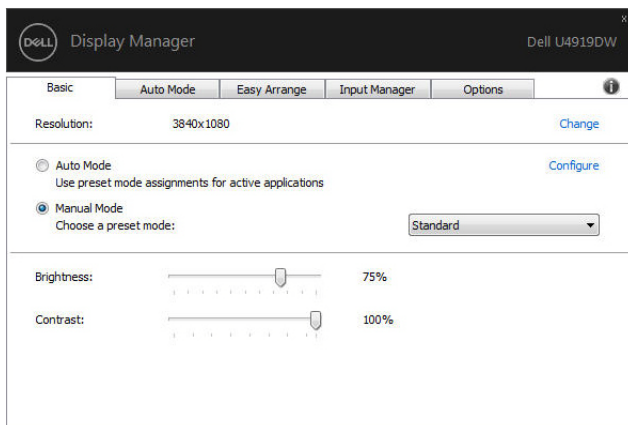 x
DELL Display Manager Dell U4919DW
Basic Auto Mode Easy Arrange Input Manager Options i
Resolution: 3840x1080 Change
Auto Mode Configure
Use preset mode assignments for active applications
Manual Mode
Choose a preset mode: Standard
Brightness: 75%
Contrast: 100%